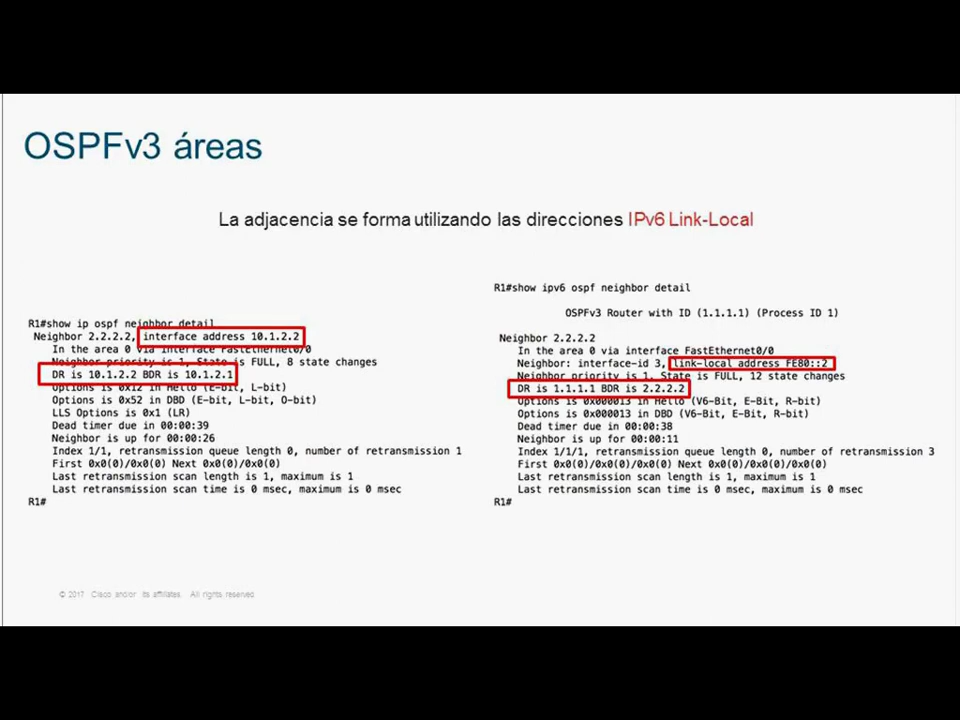 OSPFv3 áreas
La adjacencia se forma utilizando las direcciones IPv6 Link-Local
R1#show ip ospf neighbor detail
Neighbor 2.2.2.2, interface address 10.1.2.2
In the area 0 via interface FastEthernet0/0
Neighbor priority is 1, State is FULL, 8 state changes
DR is 10.1.2.2 BDR is 10.1.2.1
Options is 0x12 in Hello (E-bit, L-bit)
Options is 0x52 in DBD (E-bit, L-bit, O-bit)
LLS Options is 0x1 (LR)
Dead timer due in 00:00:39
Neighbor is up for 00:00:26
Index 1/1, retransmission queue length 0, number of retransmission 1
First 0x0(0)/0x0(0) Next 0x0(0)/0x0(0)
Last retransmission scan length is 1, maximum is 1
Last retransmission scan time is 0 msec, maximum is 0 msec
R1#
R1#show ipv6 ospf neighbor detail
OSPFv3 Router with ID (1.1.1.1) (Process ID 1)
Neighbor 2.2.2.2
In the area 0 via interface FastEthernet0/0
Neighbor: interface-id 3, link-local address FE80::2
Neighbor priority is 1, State is FULL, 12 state changes
DR is 1.1.1.1 BDR is 2.2.2.2
Options is 0x000013 in Hello (V6-Bit, E-Bit, R-bit)
Options is 0x000013 in DBD (V6-Bit, E-Bit, R-bit)
Dead timer due in 00:00:38
Neighbor is up for 00:00:11
Index 1/1/1, retransmission queue length 0, number of retransmission 3
First 0x0(0)/0x0(0)/0x0(0) Next 0x0(0)/0x0(0)/0x0(0)
Last retransmission scan length is 1, maximum is 1
Last retransmission scan time is 0 msec, maximum is 0 msec
R1#
© 2017 Cisco and/or its affiliates. All rights reserved